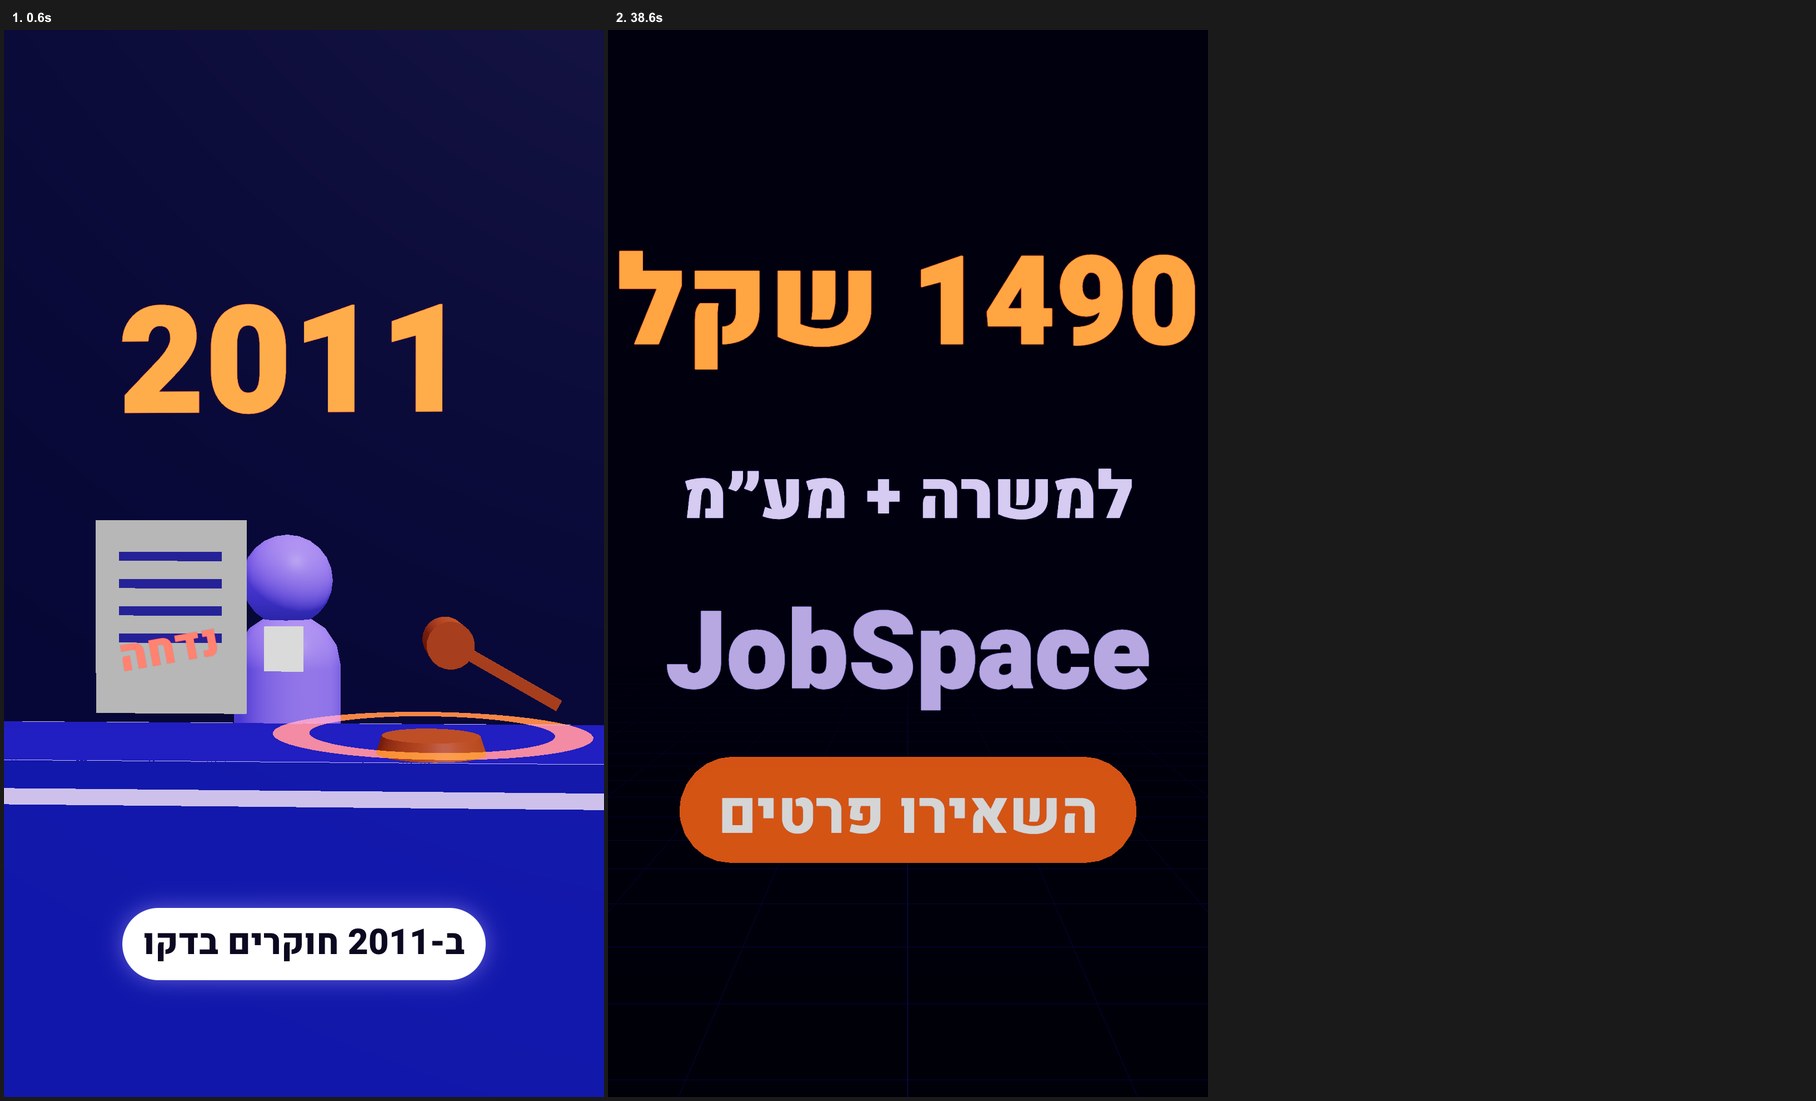 1. 0.6s
2011
נדחה
ב-2011 חוקרים בדקו
2. 38.6s
1490 שקל
למשרה + מע״מ
JobSpace
השאירו פרטים